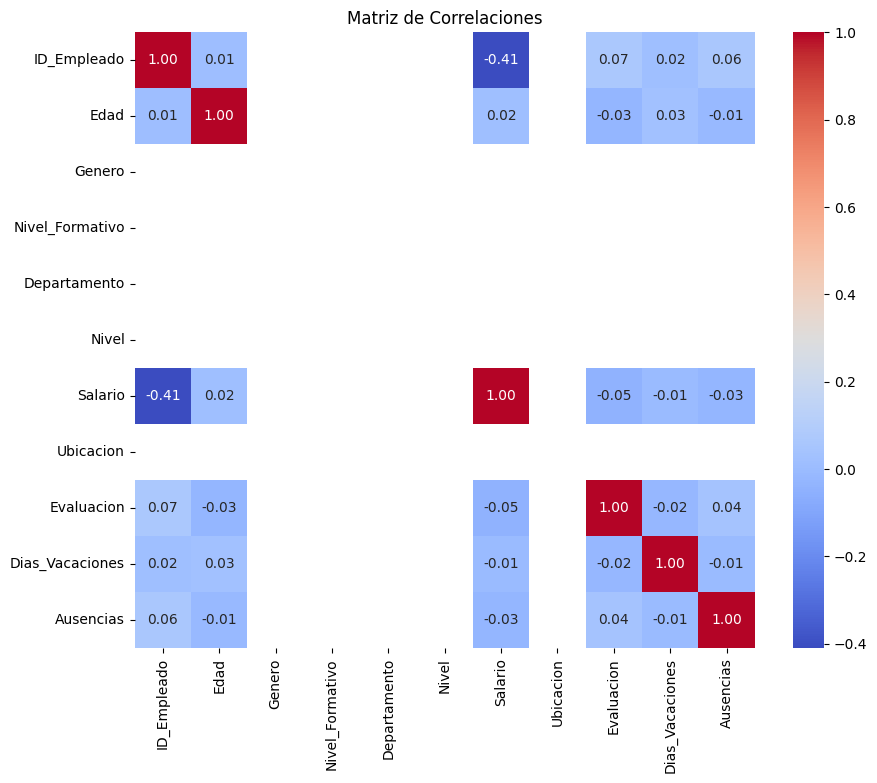 Matriz de Correlaciones
ID_Empleado 1.00 0.01 -0.41 0.07 0.02 0.06
Edad 0.01 1.00 0.02 -0.03 0.03 -0.01
Genero
Nivel_Formativo
Departamento
Nivel
Salario -0.41 0.02 1.00 -0.05 -0.01 -0.03
Ubicacion
Evaluacion 0.07 -0.03 -0.05 1.00 -0.02 0.04
Dias_Vacaciones 0.02 0.03 -0.01 -0.02 1.00 -0.01
Ausencias 0.06 -0.01 -0.03 0.04 -0.01 1.00
ID_Empleado
Edad
Genero
Nivel_Formativo
Departamento
Nivel
Salario
Ubicacion
Evaluacion
Dias_Vacaciones
Ausencias
1.0
0.8
0.6
0.4
0.2
0.0
−0.2
−0.4